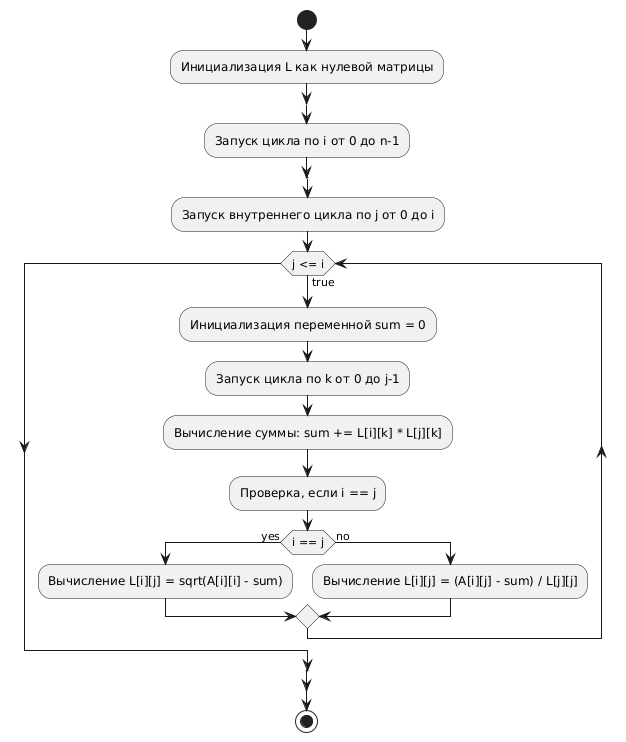 Инициализация L как нулевой матрицы
Запуск цикла по i от 0 до n-1
Запуск внутреннего цикла по j от 0 до i
j <= i
true
Инициализация переменной sum = 0
Запуск цикла по k от 0 до j-1
Вычисление суммы: sum += L[i][k] * L[j][k]
Проверка, если i == j
yes
i == j
no
Вычисление L[i][j] = sqrt(A[i][i] - sum)
Вычисление L[i][j] = (A[i][j] - sum) / L[j][j]